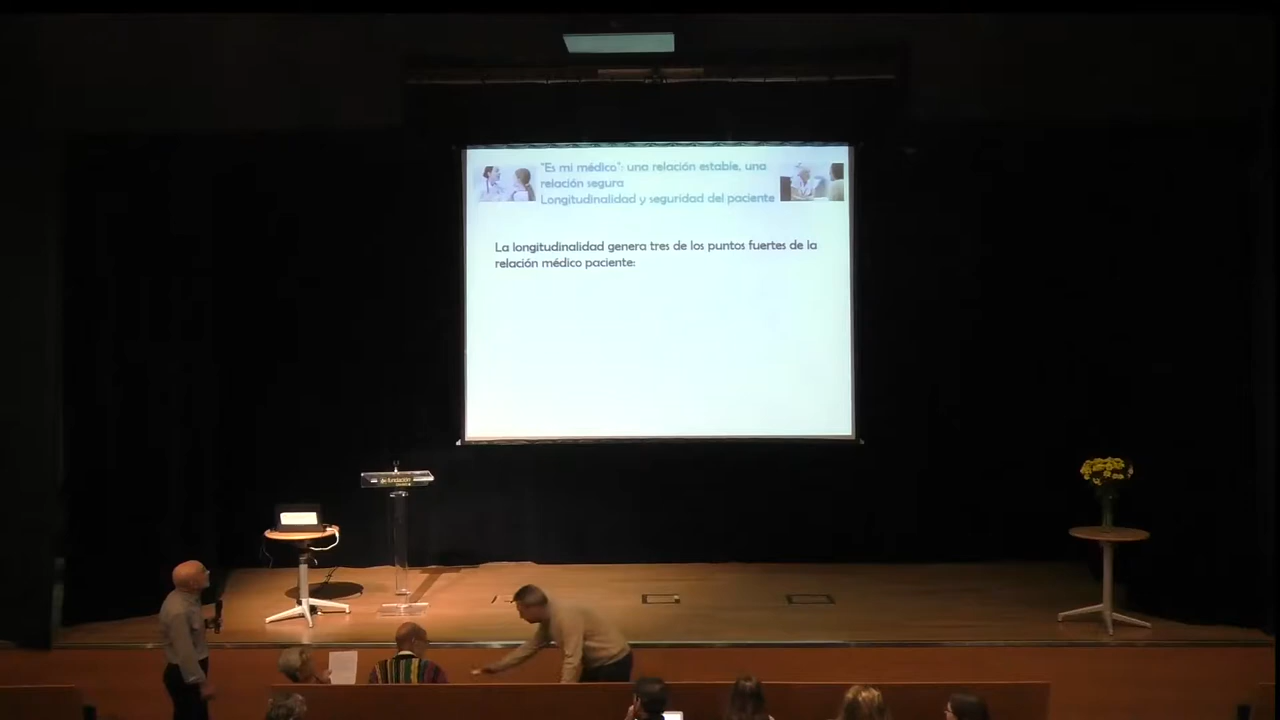 "Es mi médico": una relación estable, una
relación segura
Longitudinalidad y seguridad del paciente
La longitudinalidad genera tres de los puntos fuertes de la
relación médico paciente:
fundación